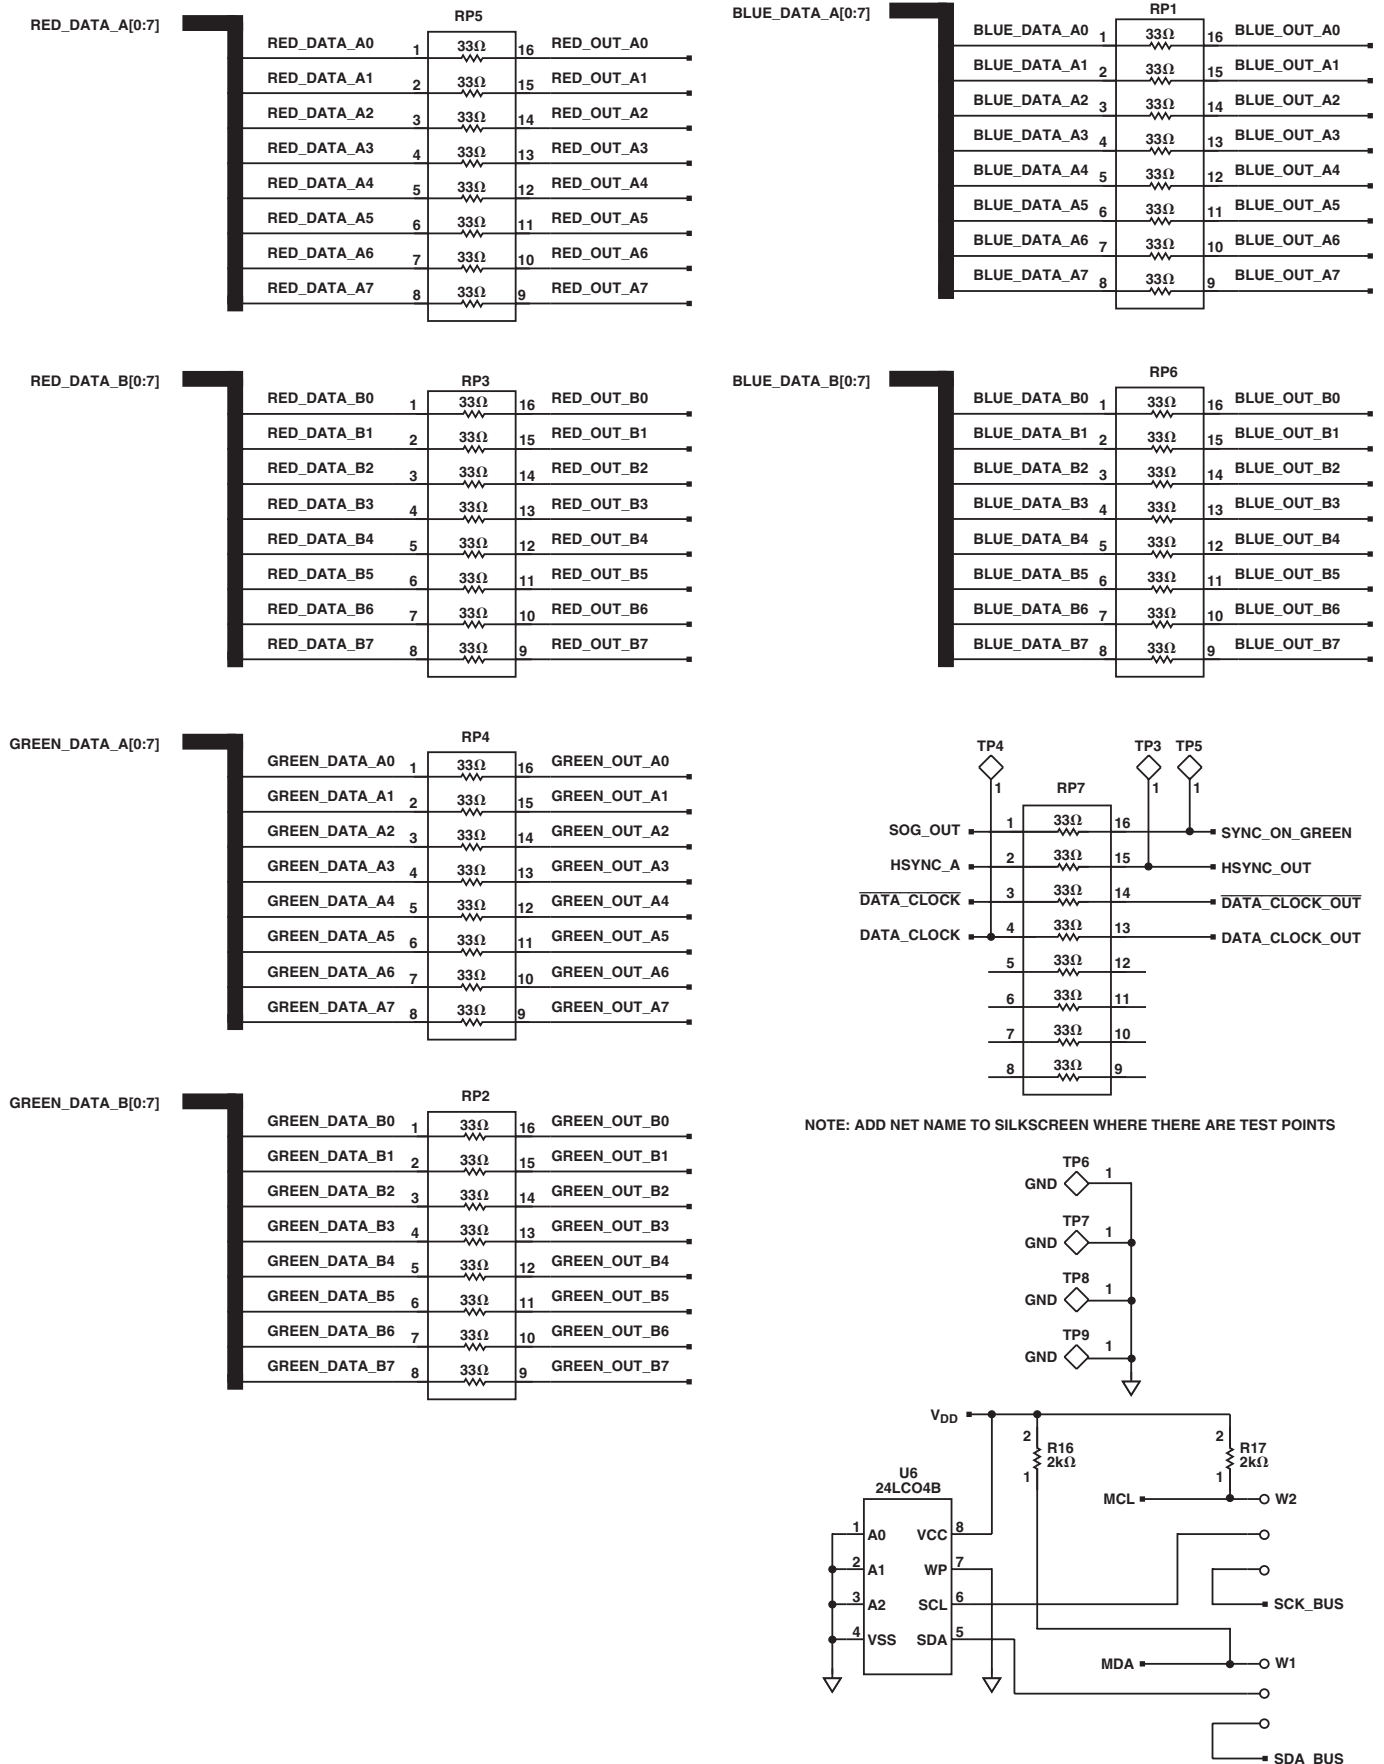 RED_DATA_A[0:7]
RP5
RED_DATA_A0 1 33Ω 16 RED_OUT_A0
RED_DATA_A1 2 33Ω 15 RED_OUT_A1
RED_DATA_A2 3 33Ω 14 RED_OUT_A2
RED_DATA_A3 4 33Ω 13 RED_OUT_A3
RED_DATA_A4 5 33Ω 12 RED_OUT_A4
RED_DATA_A5 6 33Ω 11 RED_OUT_A5
RED_DATA_A6 7 33Ω 10 RED_OUT_A6
RED_DATA_A7 8 33Ω 9 RED_OUT_A7
RED_DATA_B[0:7]
RP3
RED_DATA_B0 1 33Ω 16 RED_OUT_B0
RED_DATA_B1 2 33Ω 15 RED_OUT_B1
RED_DATA_B2 3 33Ω 14 RED_OUT_B2
RED_DATA_B3 4 33Ω 13 RED_OUT_B3
RED_DATA_B4 5 33Ω 12 RED_OUT_B4
RED_DATA_B5 6 33Ω 11 RED_OUT_B5
RED_DATA_B6 7 33Ω 10 RED_OUT_B6
RED_DATA_B7 8 33Ω 9 RED_OUT_B7
GREEN_DATA_A[0:7]
RP4
GREEN_DATA_A0 1 33Ω 16 GREEN_OUT_A0
GREEN_DATA_A1 2 33Ω 15 GREEN_OUT_A1
GREEN_DATA_A2 3 33Ω 14 GREEN_OUT_A2
GREEN_DATA_A3 4 33Ω 13 GREEN_OUT_A3
GREEN_DATA_A4 5 33Ω 12 GREEN_OUT_A4
GREEN_DATA_A5 6 33Ω 11 GREEN_OUT_A5
GREEN_DATA_A6 7 33Ω 10 GREEN_OUT_A6
GREEN_DATA_A7 8 33Ω 9 GREEN_OUT_A7
GREEN_DATA_B[0:7]
RP2
GREEN_DATA_B0 1 33Ω 16 GREEN_OUT_B0
GREEN_DATA_B1 2 33Ω 15 GREEN_OUT_B1
GREEN_DATA_B2 3 33Ω 14 GREEN_OUT_B2
GREEN_DATA_B3 4 33Ω 13 GREEN_OUT_B3
GREEN_DATA_B4 5 33Ω 12 GREEN_OUT_B4
GREEN_DATA_B5 6 33Ω 11 GREEN_OUT_B5
GREEN_DATA_B6 7 33Ω 10 GREEN_OUT_B6
GREEN_DATA_B7 8 33Ω 9 GREEN_OUT_B7
BLUE_DATA_A[0:7]
RP1
BLUE_DATA_A0 1 33Ω 16 BLUE_OUT_A0
BLUE_DATA_A1 2 33Ω 15 BLUE_OUT_A1
BLUE_DATA_A2 3 33Ω 14 BLUE_OUT_A2
BLUE_DATA_A3 4 33Ω 13 BLUE_OUT_A3
BLUE_DATA_A4 5 33Ω 12 BLUE_OUT_A4
BLUE_DATA_A5 6 33Ω 11 BLUE_OUT_A5
BLUE_DATA_A6 7 33Ω 10 BLUE_OUT_A6
BLUE_DATA_A7 8 33Ω 9 BLUE_OUT_A7
BLUE_DATA_B[0:7]
RP6
BLUE_DATA_B0 1 33Ω 16 BLUE_OUT_B0
BLUE_DATA_B1 2 33Ω 15 BLUE_OUT_B1
BLUE_DATA_B2 3 33Ω 14 BLUE_OUT_B2
BLUE_DATA_B3 4 33Ω 13 BLUE_OUT_B3
BLUE_DATA_B4 5 33Ω 12 BLUE_OUT_B4
BLUE_DATA_B5 6 33Ω 11 BLUE_OUT_B5
BLUE_DATA_B6 7 33Ω 10 BLUE_OUT_B6
BLUE_DATA_B7 8 33Ω 9 BLUE_OUT_B7
TP4 TP3 TP5
1 RP7 1 1
SOG_OUT 1 33Ω 16 SYNC_ON_GREEN
HSYNC_A 2 33Ω 15 HSYNC_OUT
DATA_CLOCK 3 33Ω 14 DATA_CLOCK_OUT
DATA_CLOCK 4 33Ω 13 DATA_CLOCK_OUT
5 33Ω 12
6 33Ω 11
7 33Ω 10
8 33Ω 9
NOTE: ADD NET NAME TO SILKSCREEN WHERE THERE ARE TEST POINTS
TP6
GND 1
TP7
GND 1
TP8
GND 1
TP9
GND 1
VDD
2 R16 2kΩ 1
2 R17 2kΩ 1
U6
24LCO4B
MCL W2
1 A0 VCC 8
2 A1 WP 7
3 A2 SCL 6
SCK_BUS
4 VSS SDA 5
MDA W1
SDA_BUS